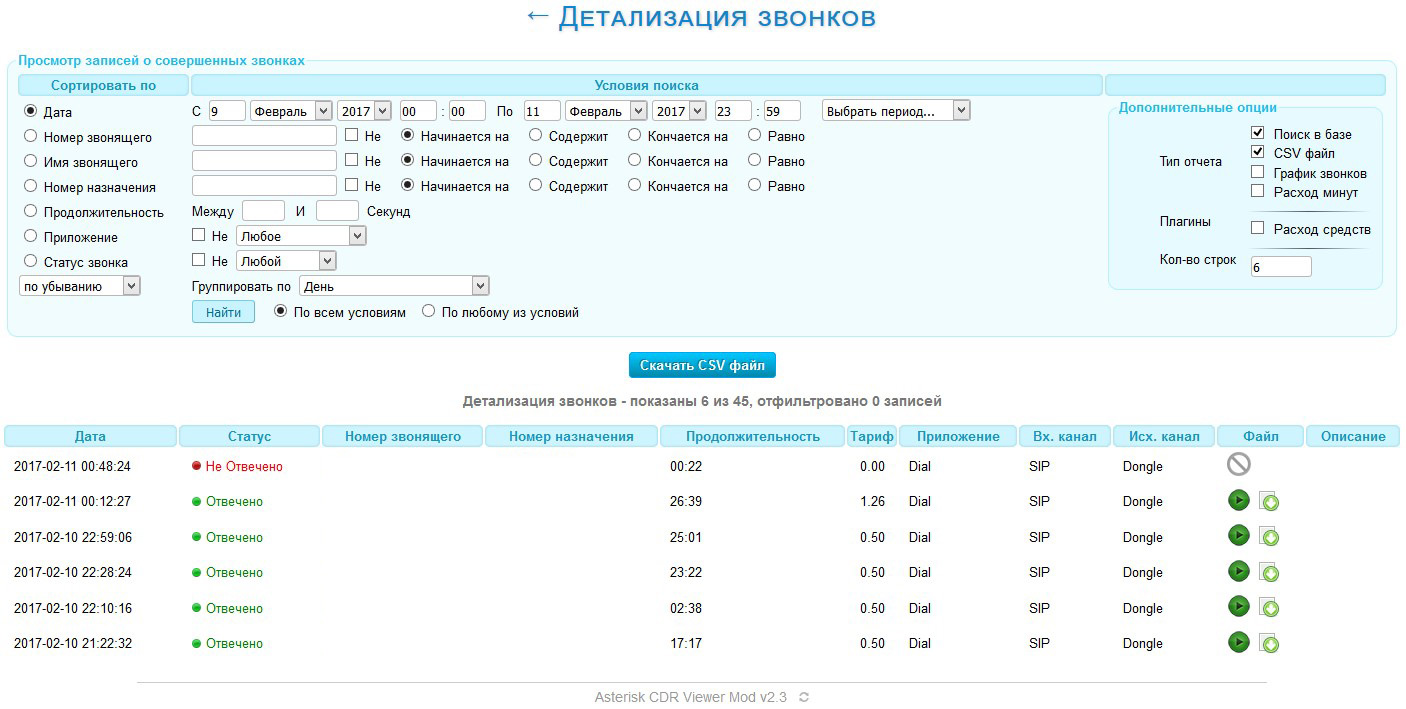 ← Детализация звонков
Просмотр записей о совершенных звонках
Сортировать по Условия поиска
Дополнительные опции
Дата С 9 Февраль 2017 00 : 00 По 11 Февраль 2017 23 : 59 Выбрать период...
Номер звонящего Не Начинается на Содержит Кончается на Равно
Имя звонящего Не Начинается на Содержит Кончается на Равно
Номер назначения Не Начинается на Содержит Кончается на Равно
Продолжительность Между И Секунд
Приложение Не Любое
Статус звонка Не Любой
по убыванию Группировать по День
Найти По всем условиям По любому из условий
Тип отчета
Поиск в базе
CSV файл
График звонков
Расход минут
Плагины
Расход средств
Кол-во строк 6
Скачать CSV файл
Детализация звонков - показаны 6 из 45, отфильтровано 0 записей
Дата Статус Номер звонящего Номер назначения Продолжительность Тариф Приложение Вх. канал Исх. канал Файл Описание
2017-02-11 00:48:24 Не Отвечено 00:22 0.00 Dial SIP Dongle
2017-02-11 00:12:27 Отвечено 26:39 1.26 Dial SIP Dongle
2017-02-10 22:59:06 Отвечено 25:01 0.50 Dial SIP Dongle
2017-02-10 22:28:24 Отвечено 23:22 0.50 Dial SIP Dongle
2017-02-10 22:10:16 Отвечено 02:38 0.50 Dial SIP Dongle
2017-02-10 21:22:32 Отвечено 17:17 0.50 Dial SIP Dongle
Asterisk CDR Viewer Mod v2.3